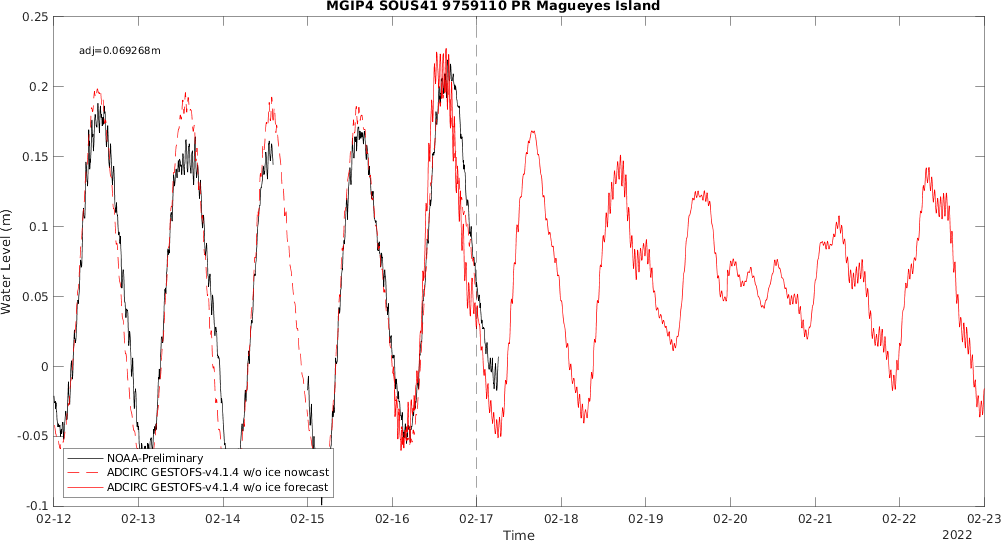 MGIP4 SOUS41 9759110 PR Magueyes Island
adj=0.069268m
0.25
0.2
0.15
0.1
0.05
0
-0.05
-0.1
Water Level (m)
NOAA-Preliminary
ADCIRC GESTOFS-v4.1.4 w/o ice nowcast
ADCIRC GESTOFS-v4.1.4 w/o ice forecast
02-12 02-13 02-14 02-15 02-16 02-17 02-18 02-19 02-20 02-21 02-22 02-23
Time
2022